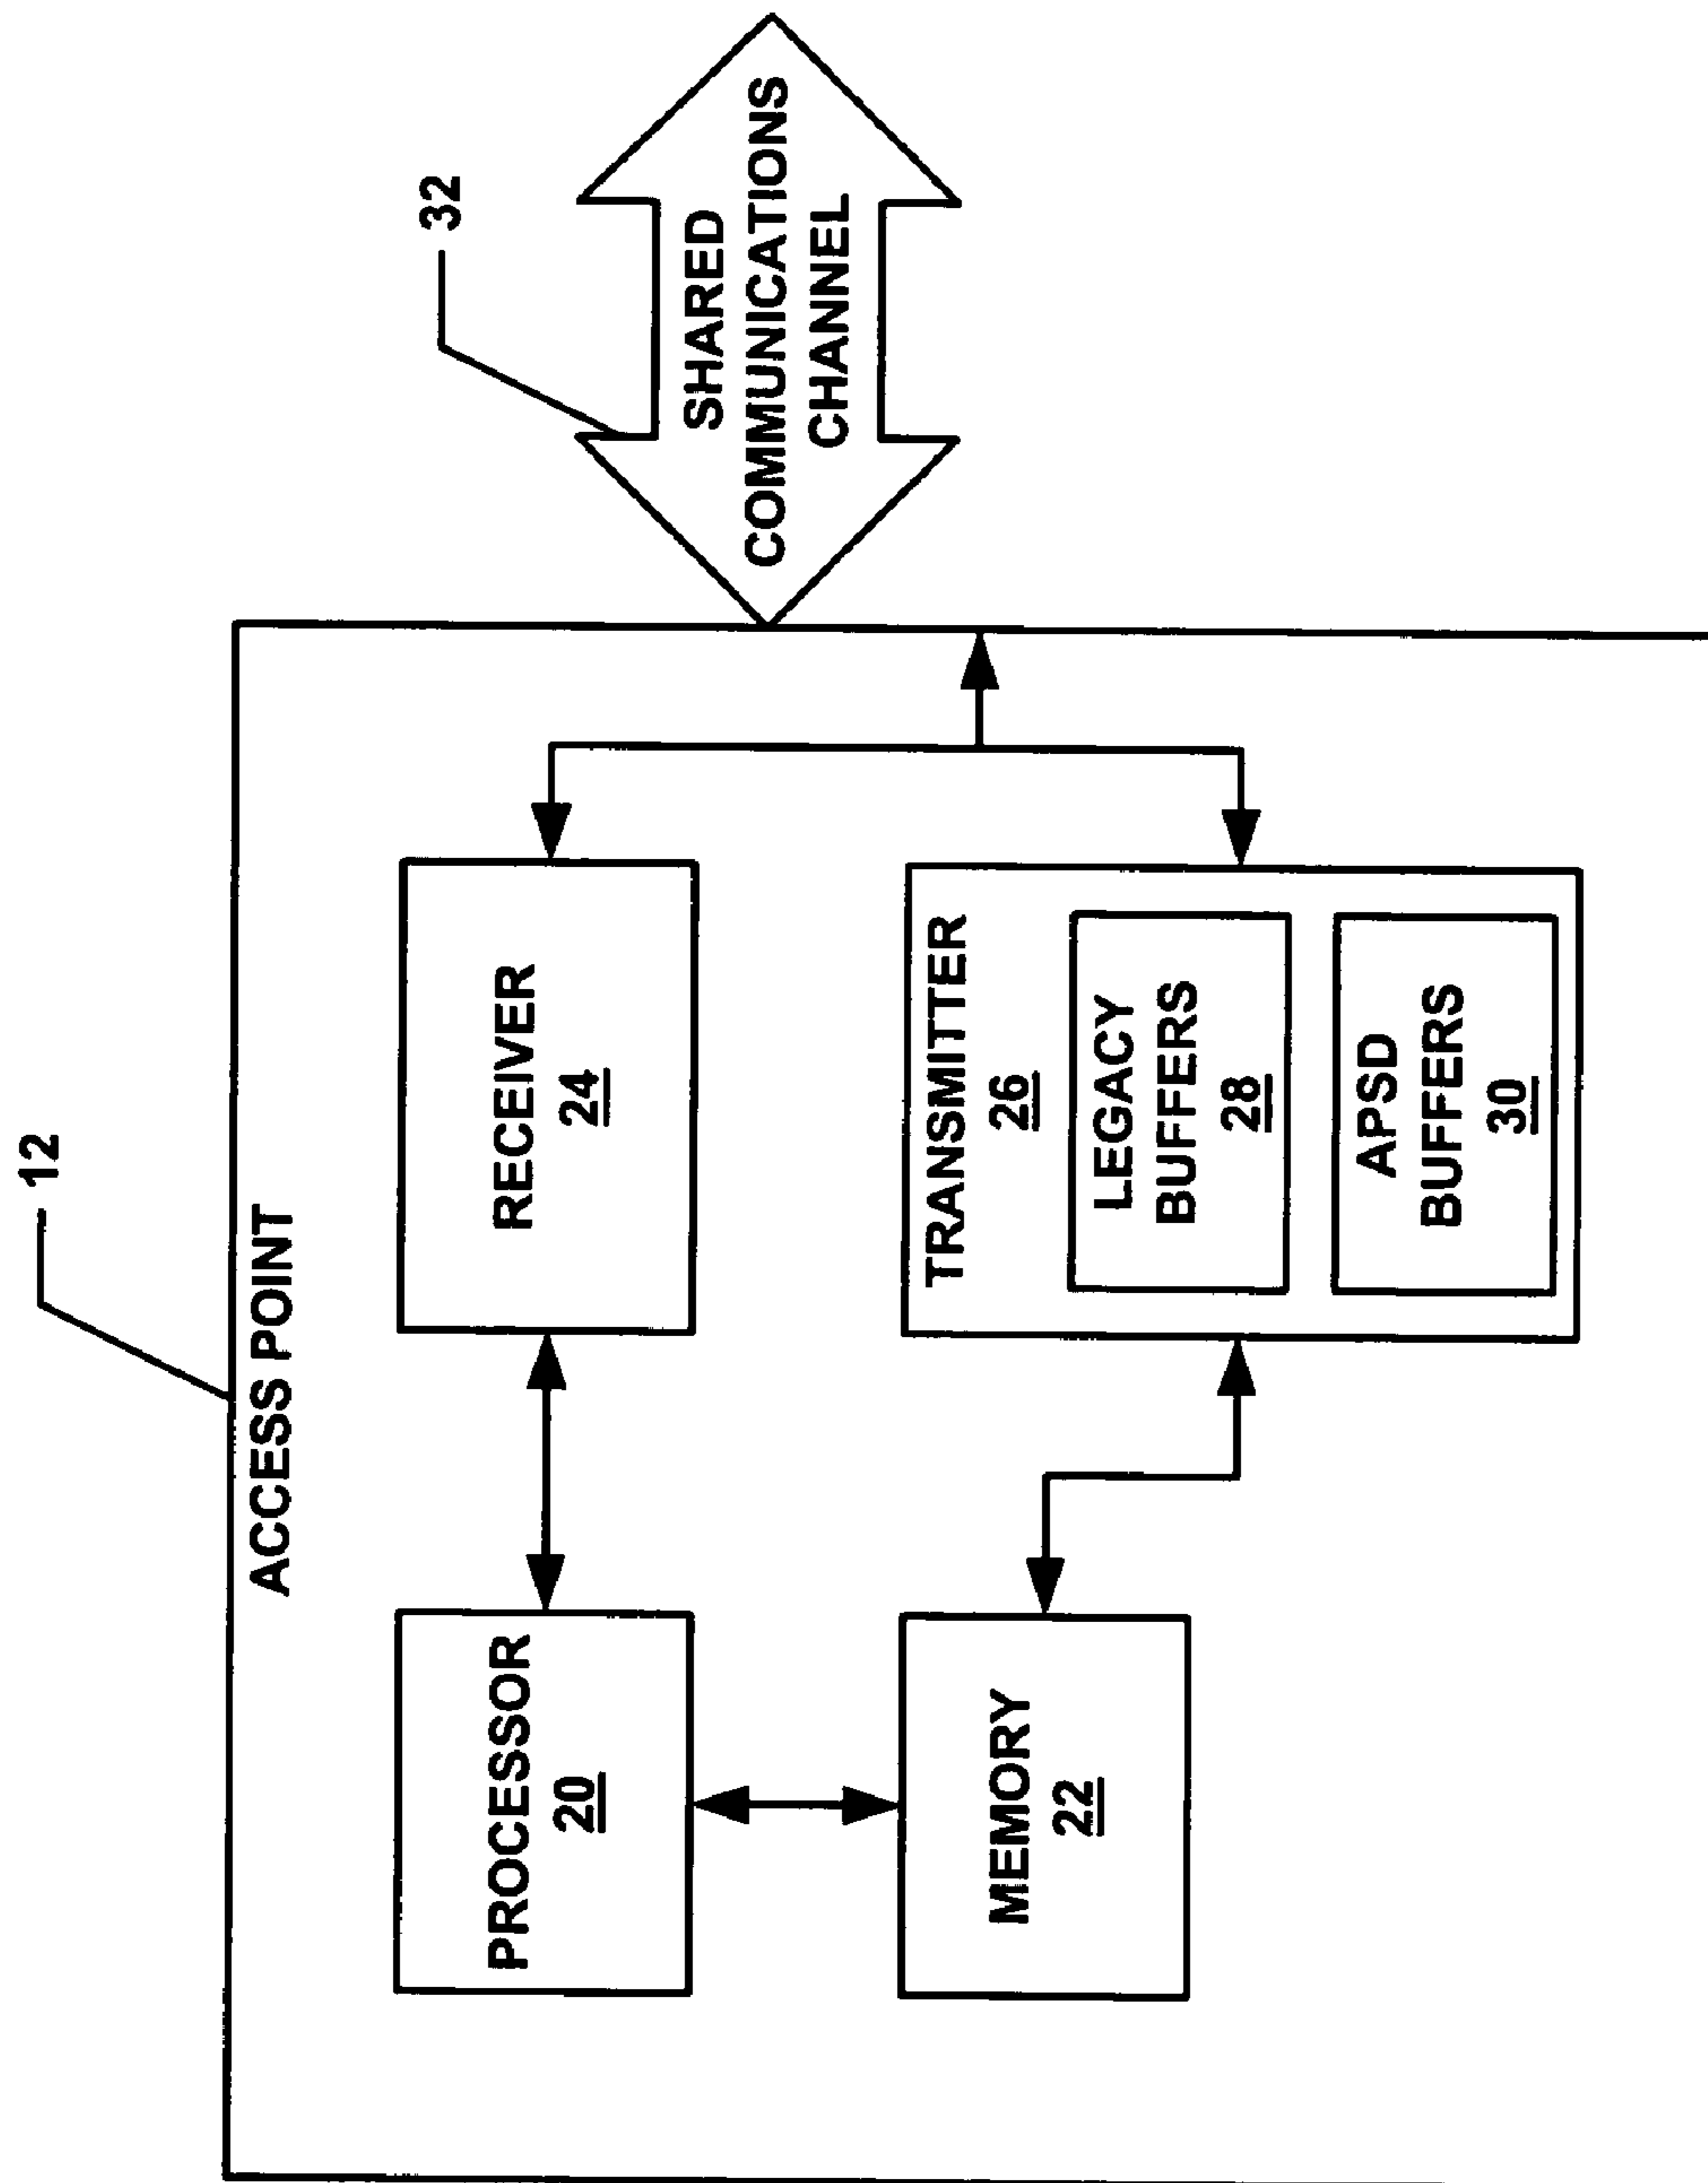 12
ACCESS POINT
32
SHARED
COMMUNICATIONS
CHANNEL
PROCESSOR
20
RECEIVER
24
MEMORY
22
TRANSMITTER
26
LEGACY
BUFFERS
28
APSD
BUFFERS
30